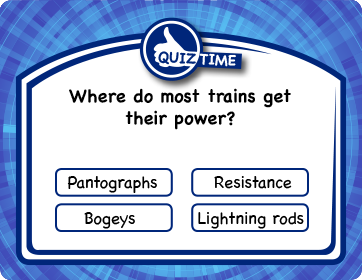 QUIZ TIME
Where do most trains get
their power?
Pantographs
Resistance
Bogeys
Lightning rods